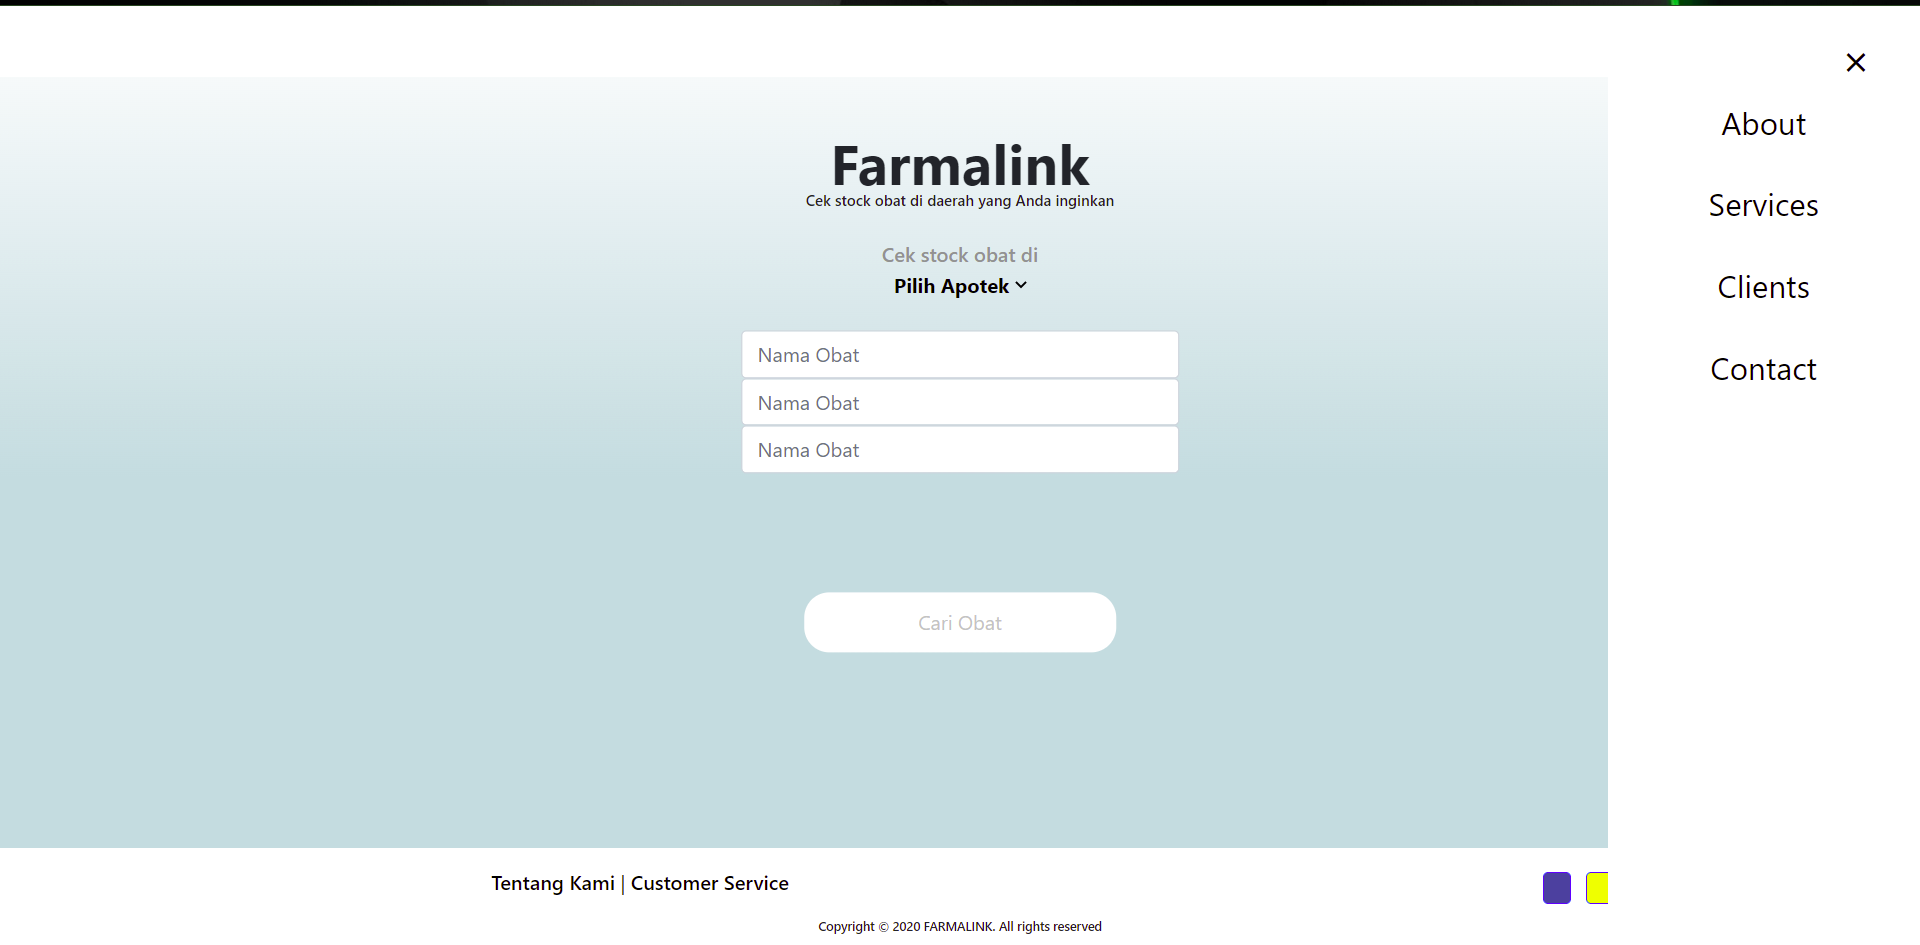 Farmalink
Cek stock obat di daerah yang Anda inginkan
Cek stock obat di
Pilih Apotek
Nama Obat
Nama Obat
Nama Obat
Cari Obat
About
Services
Clients
Contact
Tentang Kami | Customer Service
Copyright © 2020 FARMALINK. All rights reserved